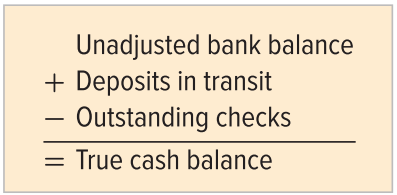 Unadjusted bank balance
+ Deposits in transit
− Outstanding checks
= True cash balance